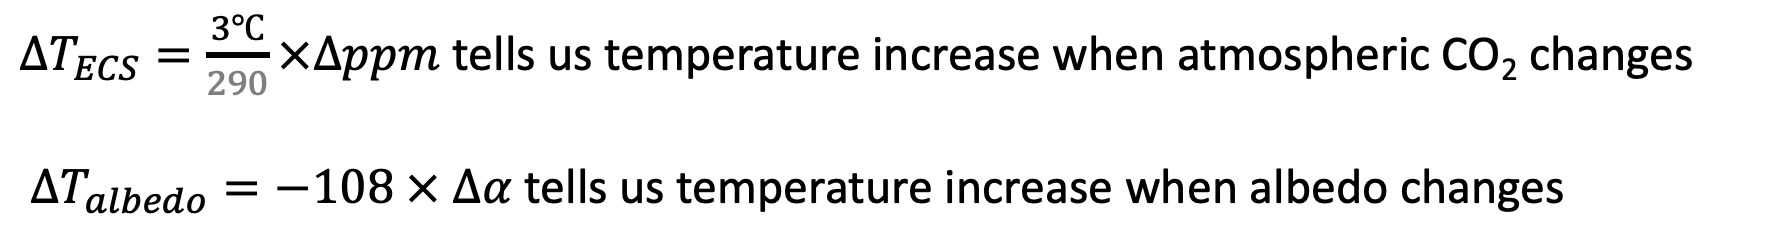 ΔT_ECS = 3°C/290 ×Δppm tells us temperature increase when atmospheric CO₂ changes
ΔT_albedo = −108 × Δα tells us temperature increase when albedo changes